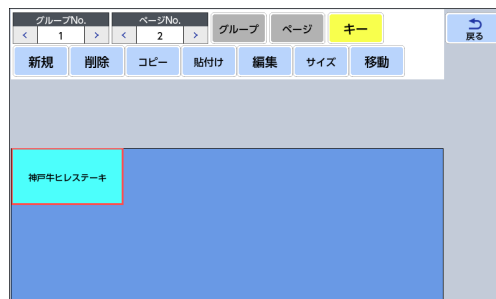 グループNo.
< 1 >
ページNo.
< 2 >
グループ
ページ
キー
戻る
新規
削除
コピー
貼付け
編集
サイズ
移動
神戸牛ヒレステーキ